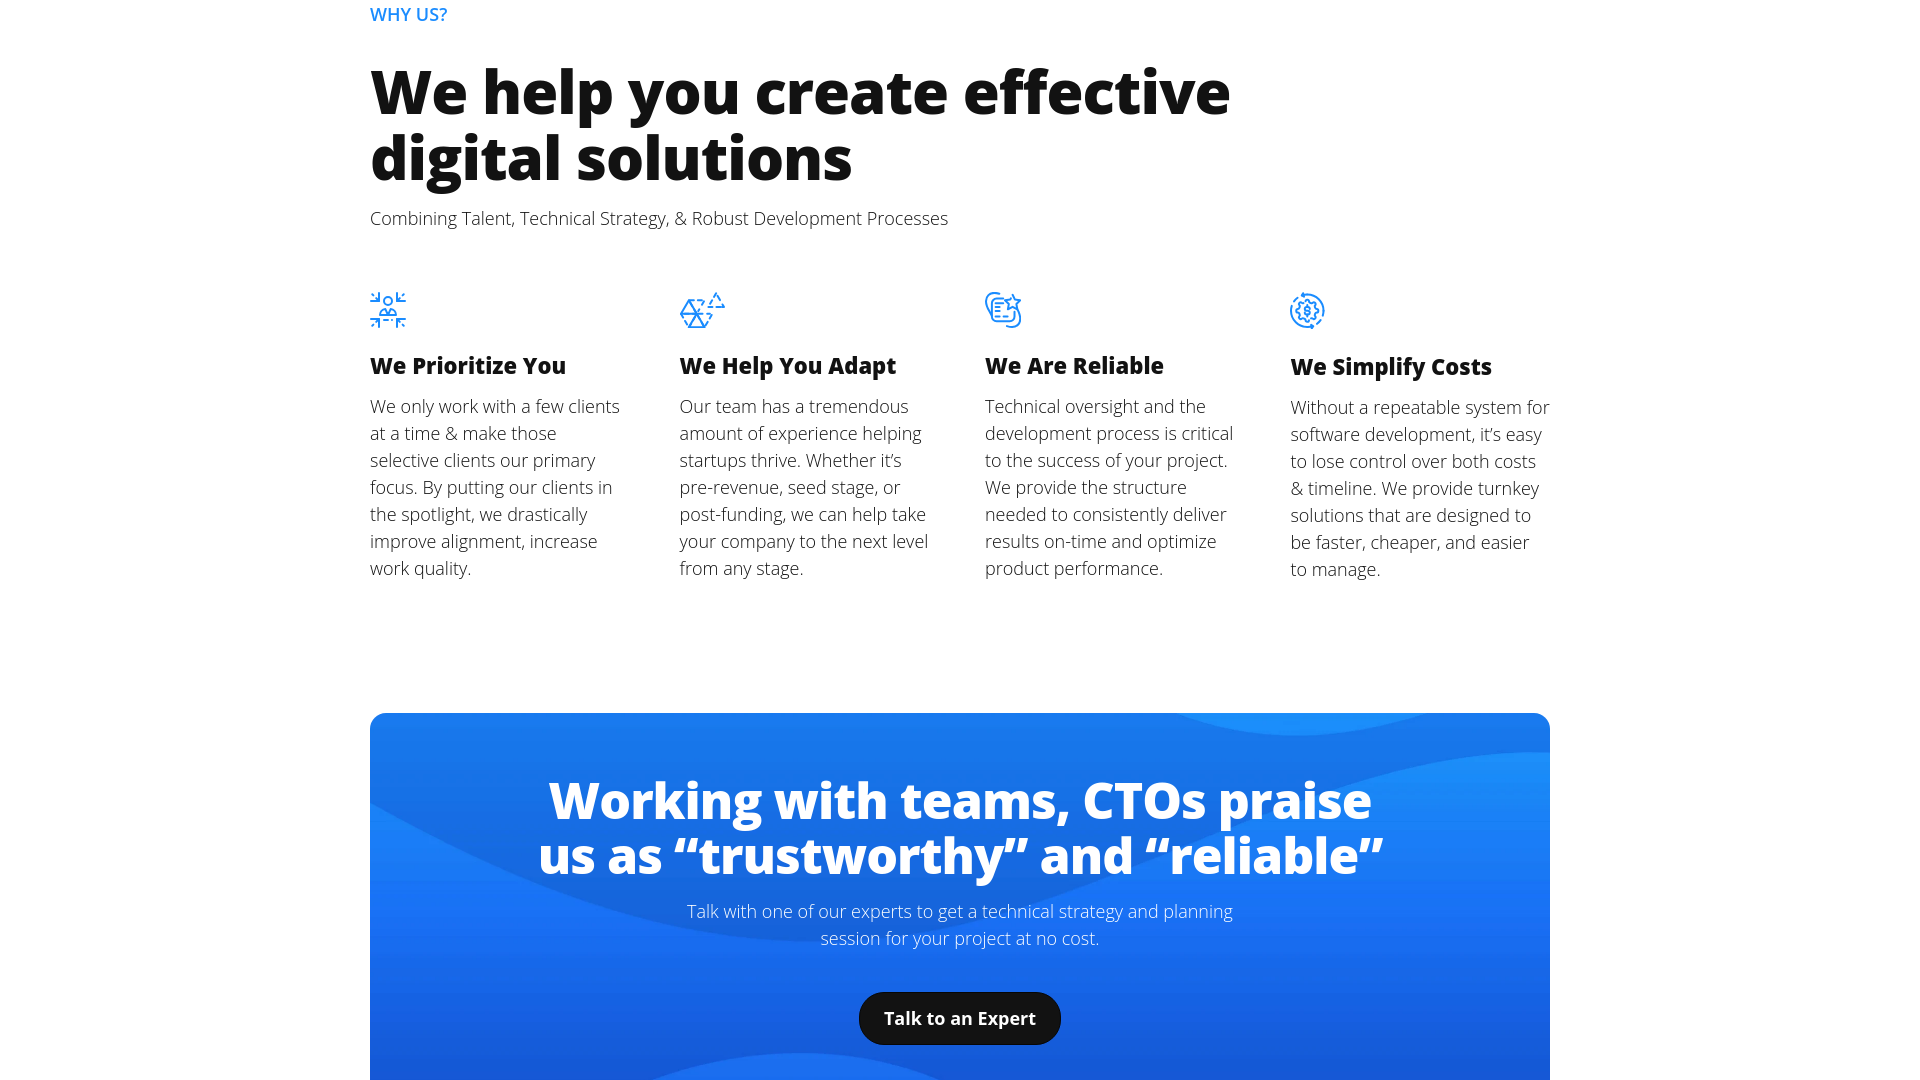 WHY US?
We help you create effective
digital solutions
Combining Talent, Technical Strategy, & Robust Development Processes
We Prioritize You
We only work with a few clients
at a time & make those
selective clients our primary
focus. By putting our clients in
the spotlight, we drastically
improve alignment, increase
work quality.
We Help You Adapt
Our team has a tremendous
amount of experience helping
startups thrive. Whether it’s
pre-revenue, seed stage, or
post-funding, we can help take
your company to the next level
from any stage.
We Are Reliable
Technical oversight and the
development process is critical
to the success of your project.
We provide the structure
needed to consistently deliver
results on-time and optimize
product performance.
We Simplify Costs
Without a repeatable system for
software development, it’s easy
to lose control over both costs
& timeline. We provide turnkey
solutions that are designed to
be faster, cheaper, and easier
to manage.
Working with teams, CTOs praise
us as “trustworthy” and “reliable”
Talk with one of our experts to get a technical strategy and planning
session for your project at no cost.
Talk to an Expert